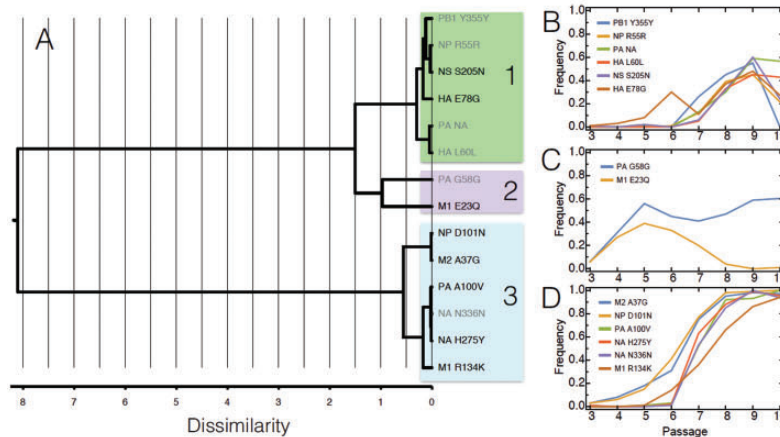 A
PB1 Y355Y
NP R55R
NS S205N
HA E78G
PA NA
HA L60L
1
PA G58G
M1 E23Q
2
NP D101N
M2 A37G
PA A100V
NA N336N
NA H275Y
M1 R134K
3
8 7 6 5 4 3 2 1 0
Dissimilarity
B
Frequency
1.0
0.8
0.6
0.4
0.2
0.0
PB1 Y355Y
NP R55R
PA NA
HA L60L
NS S205N
HA E78G
3 4 5 6 7 8 9 1
C
Frequency
1.0
0.8
0.6
0.4
0.2
0.0
PA G58G
M1 E23Q
3 4 5 6 7 8 9 1
D
Frequency
1.0
0.8
0.6
0.4
0.2
0.0
M2 A37G
NP D101N
PA A100V
NA H275Y
NA N336N
M1 R134K
3 4 5 6 7 8 9 1
Passage